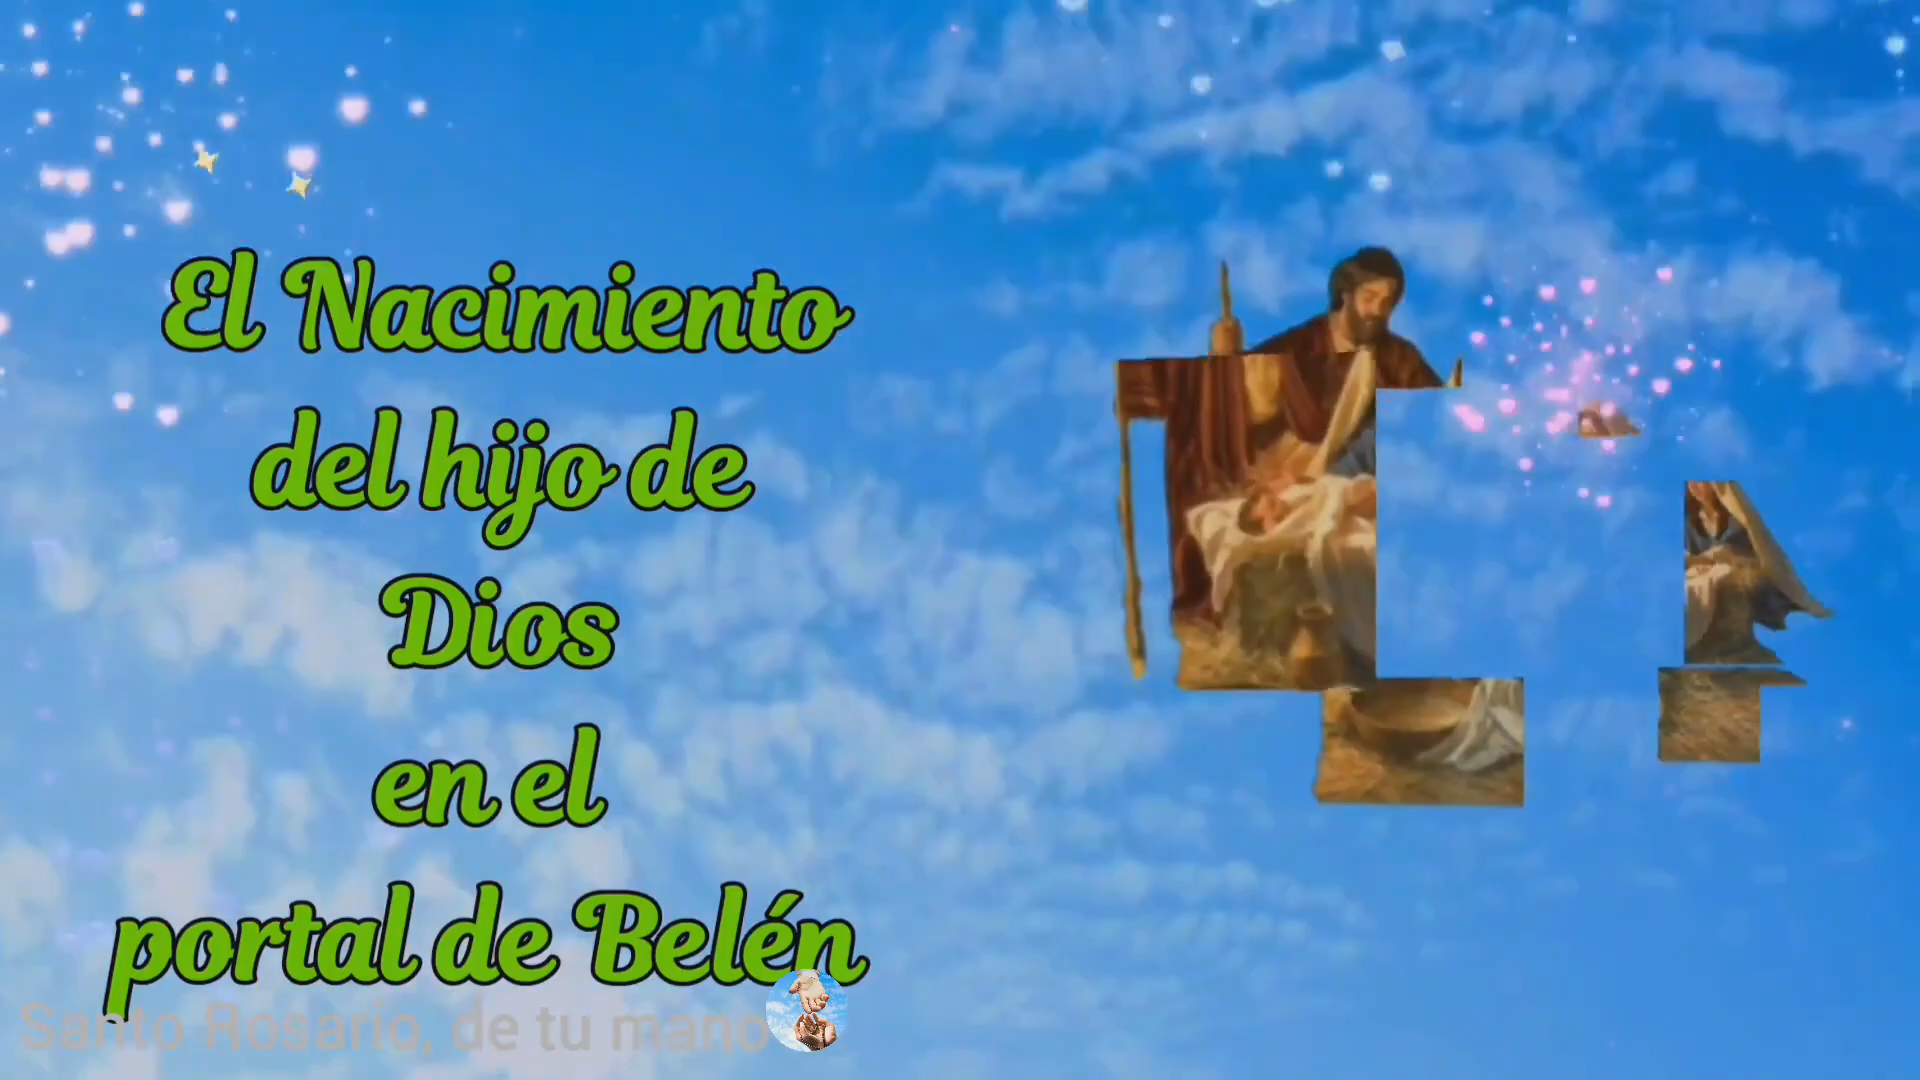 El Nacimiento
del hijo de
Dios
en el
portal de Belén
Santo Rosario, de tu mano